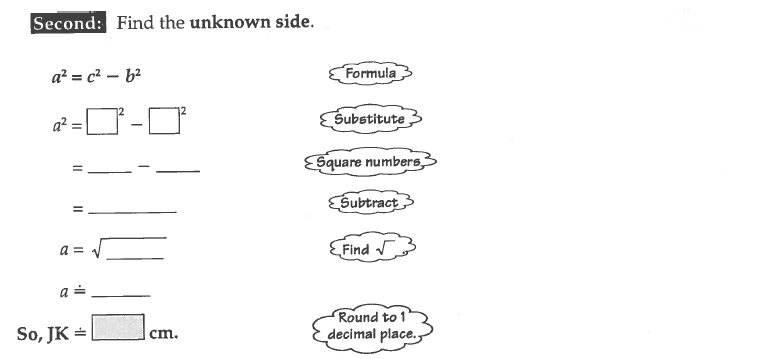 Second: Find the unknown side.
a² = c² − b² Formula
a² = □² − □² Substitute
= ____ − ____ Square numbers
= ________ Subtract
a = √______ Find √
a ≐ ______
So, JK ≐ □ cm. Round to 1 decimal place.